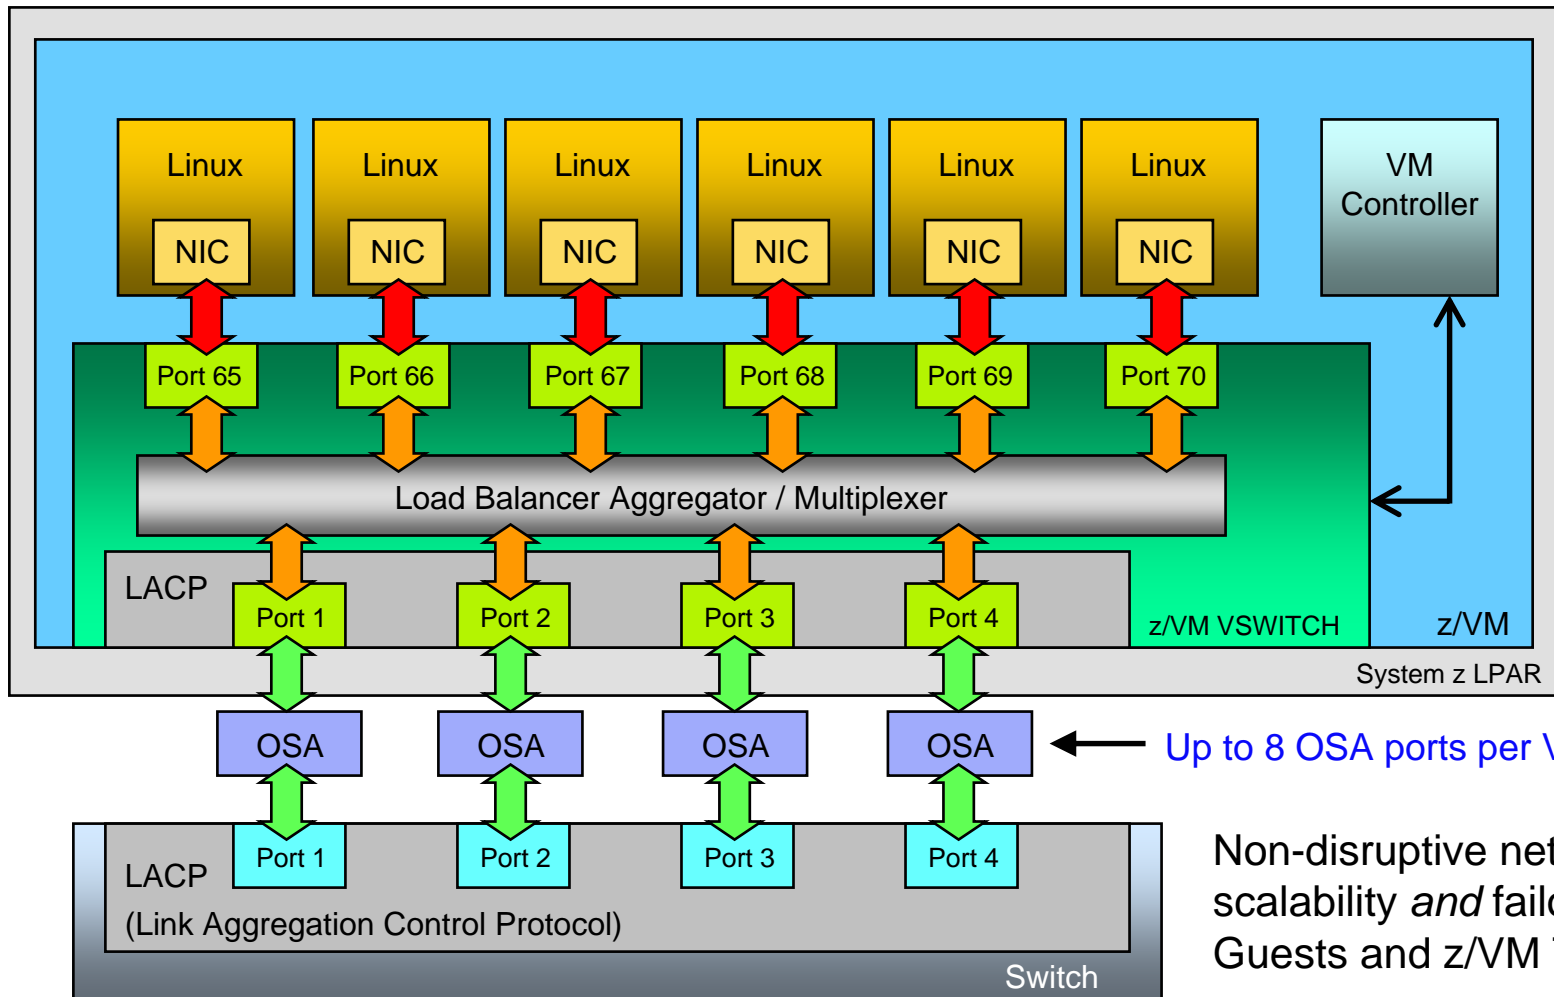 Linux Linux Linux Linux Linux Linux
VM
Controller
NIC NIC NIC NIC NIC NIC
Port 65 Port 66 Port 67 Port 68 Port 69 Port 70
Load Balancer Aggregator / Multiplexer
LACP
Port 1 Port 2 Port 3 Port 4
z/VM VSWITCH
z/VM
System z LPAR
OSA OSA OSA OSA
Up to 8 OSA ports per
Port 1 Port 2 Port 3 Port 4
LACP
(Link Aggregation Control Protocol)
Switch
Non-disruptive net
scalability and failo
Guests and z/VM